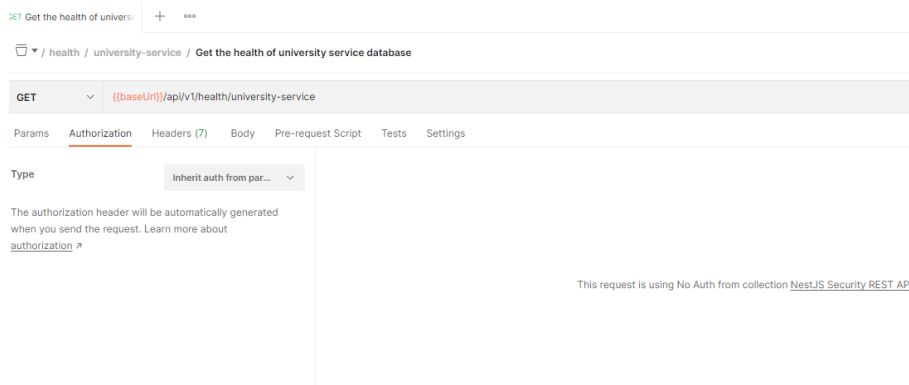 GET Get the health of universi
/ health / university-service / Get the health of university service database
GET {{baseUrl}}/api/v1/health/university-service
Params Authorization Headers (7) Body Pre-request Script Tests Settings
Type Inherit auth from par...
The authorization header will be automatically generated
when you send the request. Learn more about
authorization ↗
This request is using No Auth from collection NestJS Security REST AP